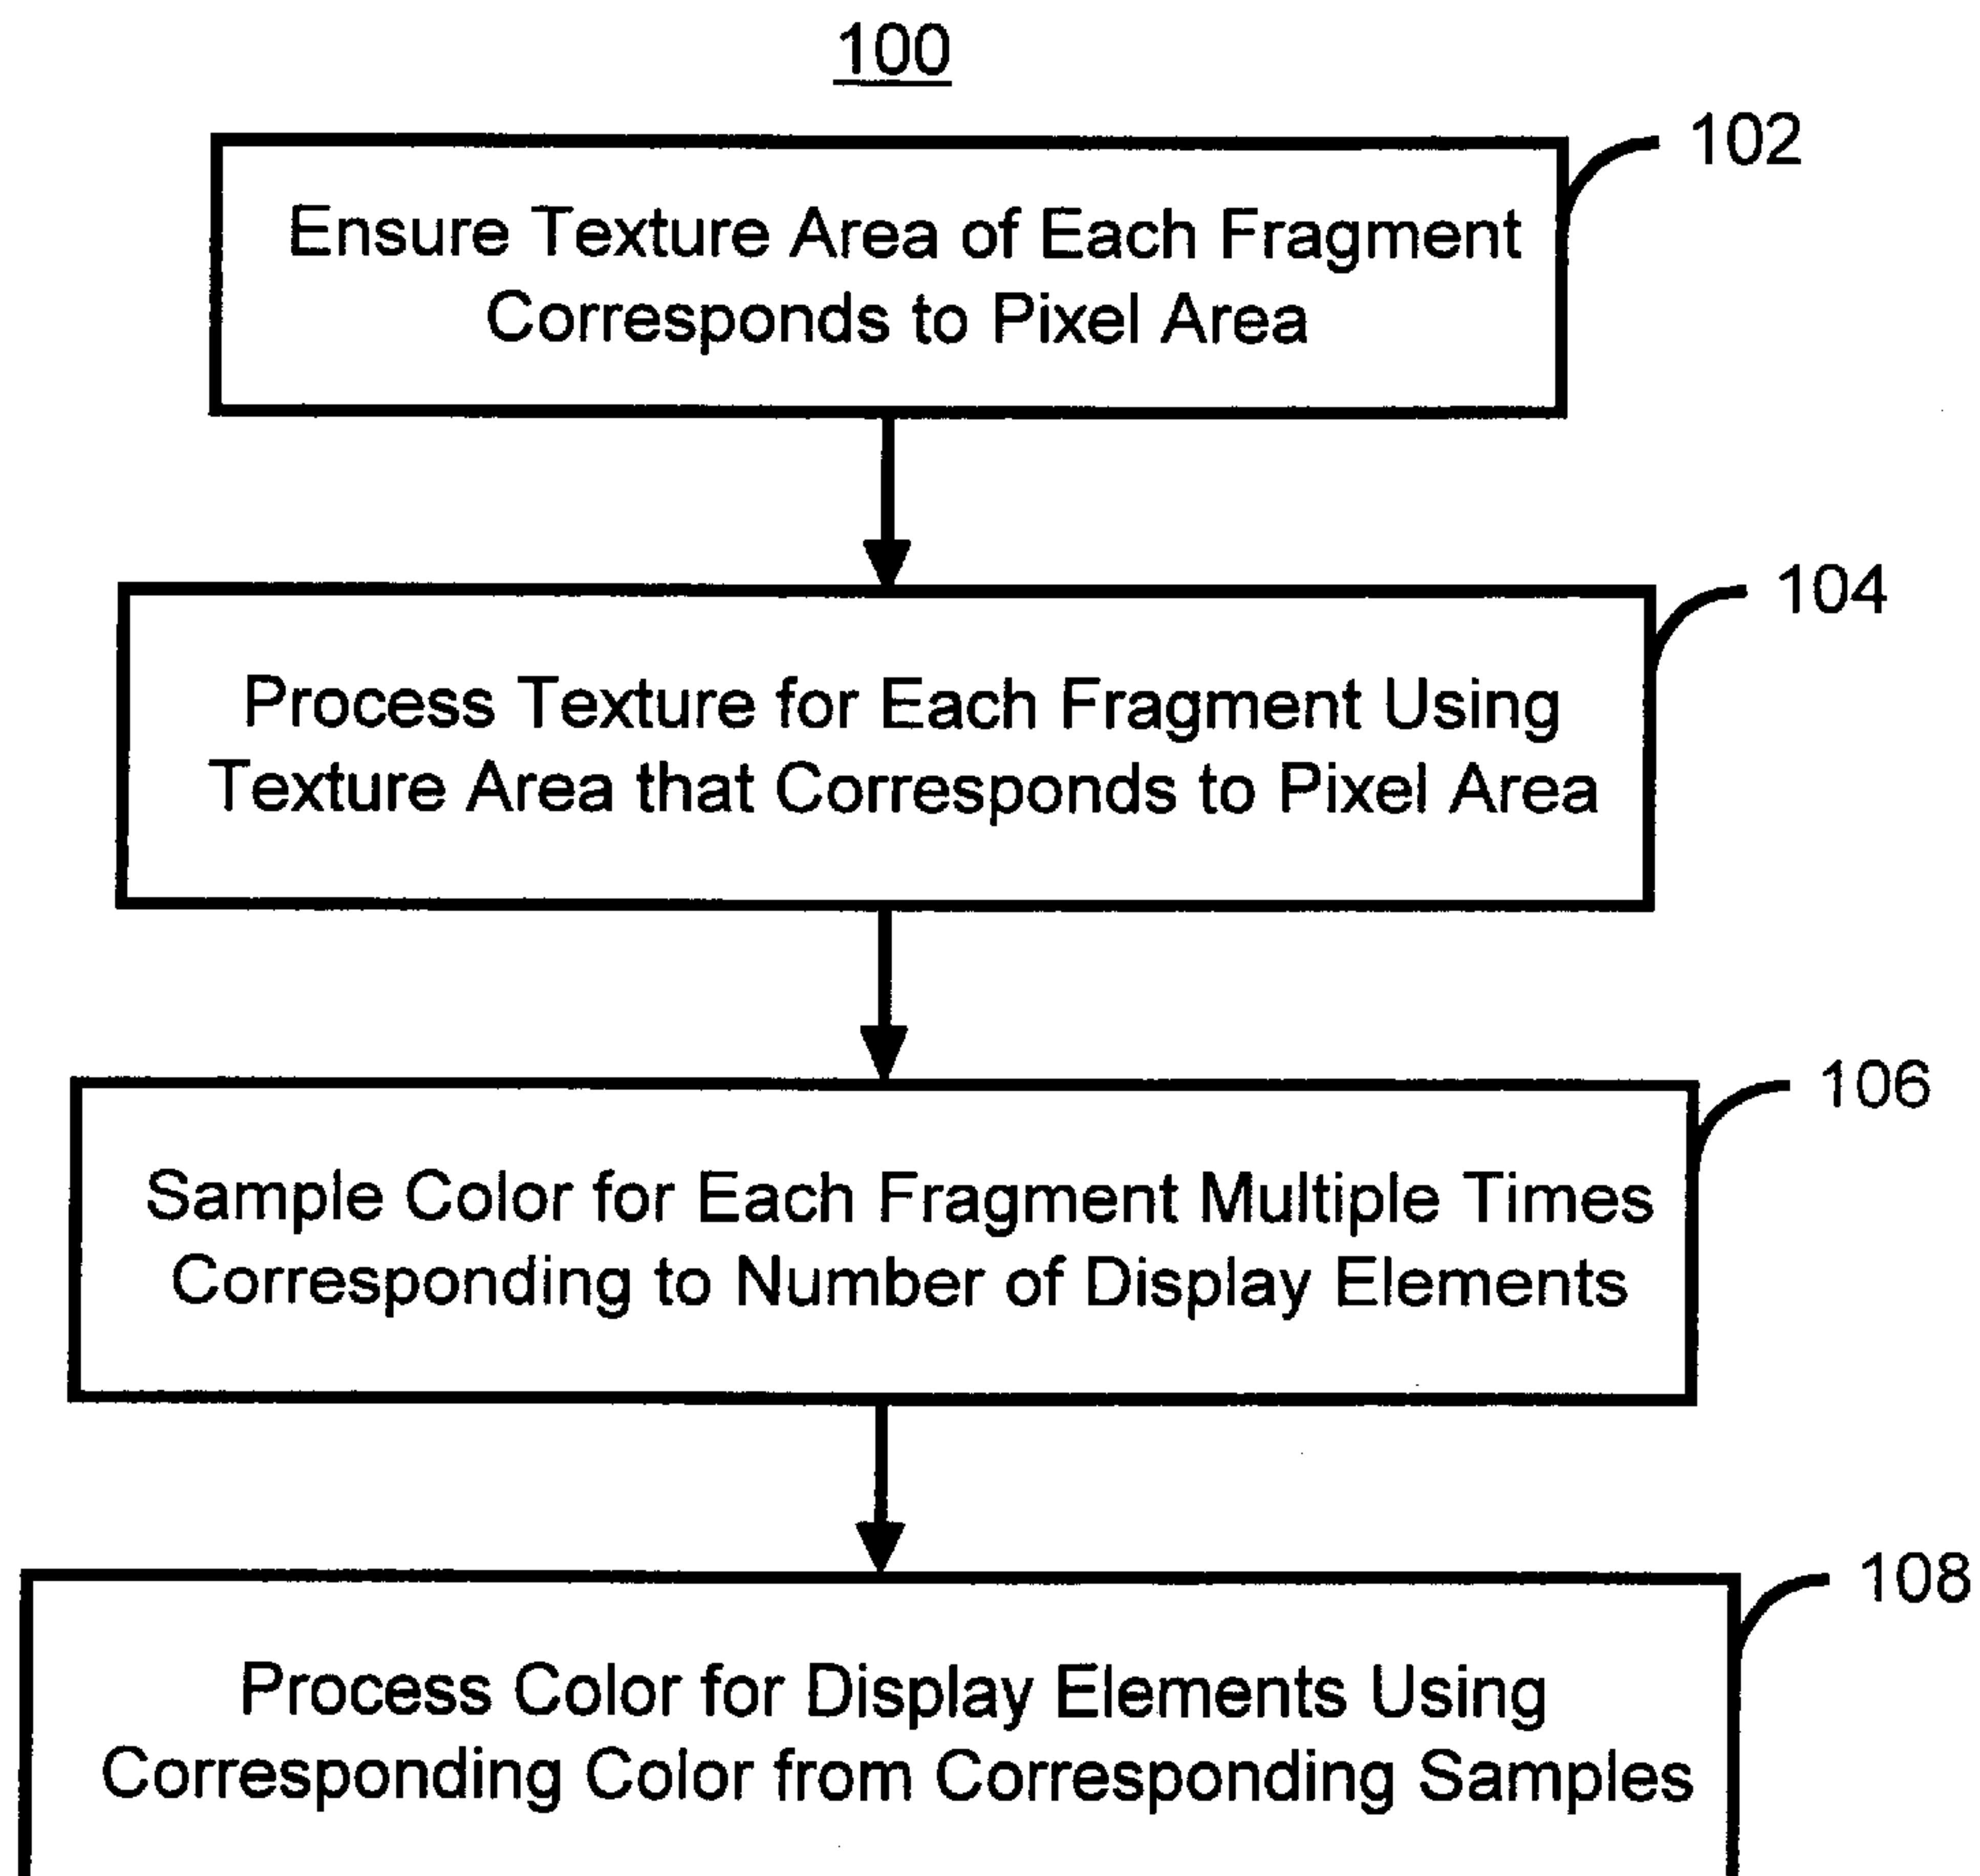 100
102
Ensure Texture Area of Each Fragment
Corresponds to Pixel Area
104
Process Texture for Each Fragment Using
Texture Area that Corresponds to Pixel Area
106
Sample Color for Each Fragment Multiple Times
Corresponding to Number of Display Elements
108
Process Color for Display Elements Using
Corresponding Color from Corresponding Samples